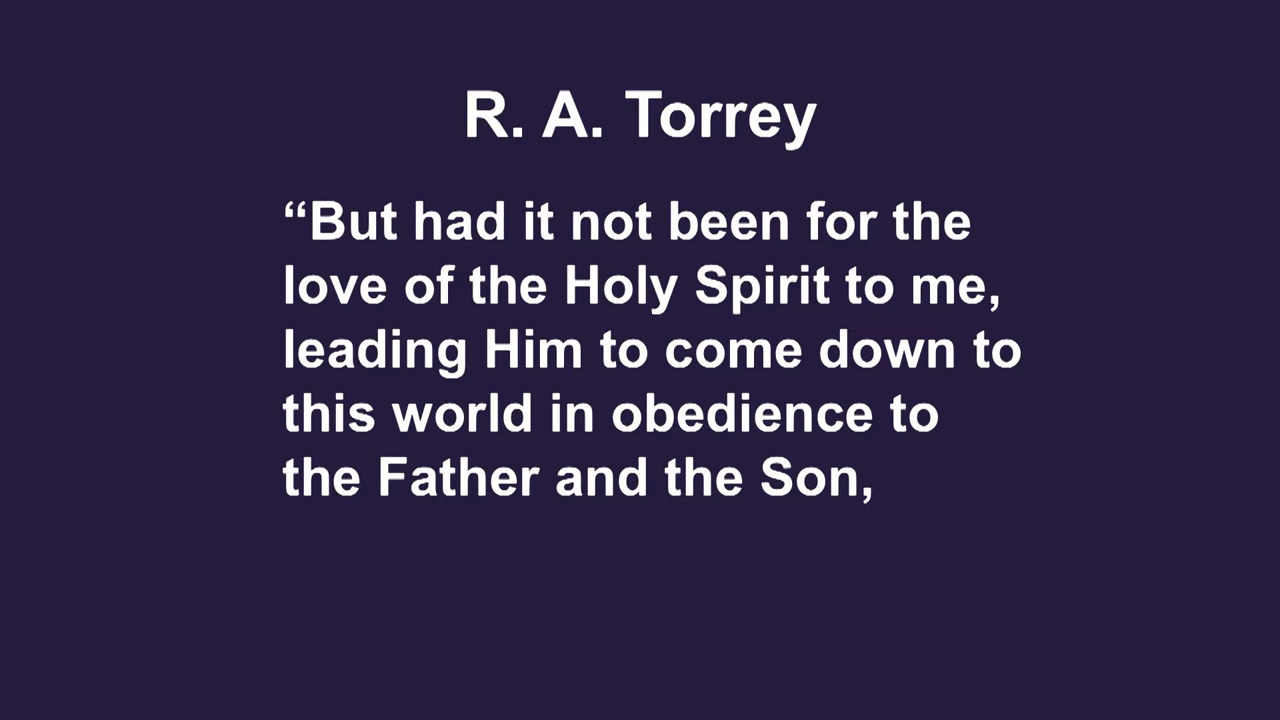 R. A. Torrey
“But had it not been for the
love of the Holy Spirit to me,
leading Him to come down to
this world in obedience to
the Father and the Son,